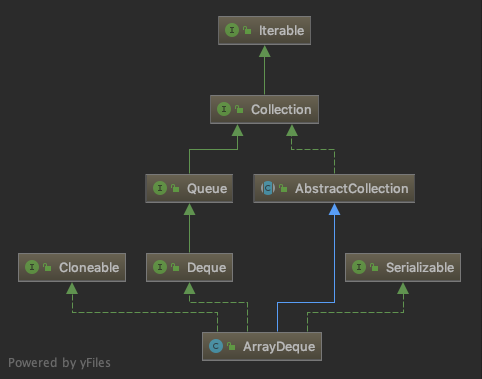 Iterable
Collection
Queue
AbstractCollection
Cloneable
Deque
Serializable
ArrayDeque
Powered by yFiles